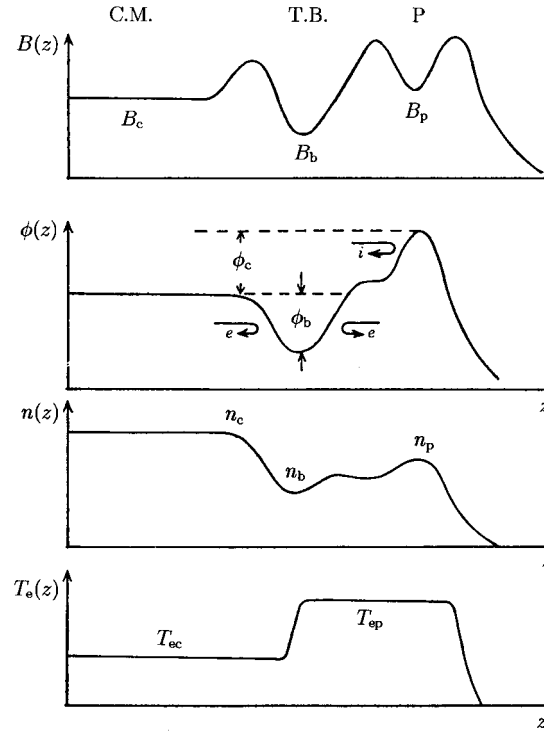 C.M. T.B. P
B(z)
B_c B_b B_p
ϕ(z)
ϕ_c
i
ϕ_b
e e
z
n(z)
n_c
n_b n_p
T_e(z)
T_ec T_ep
z